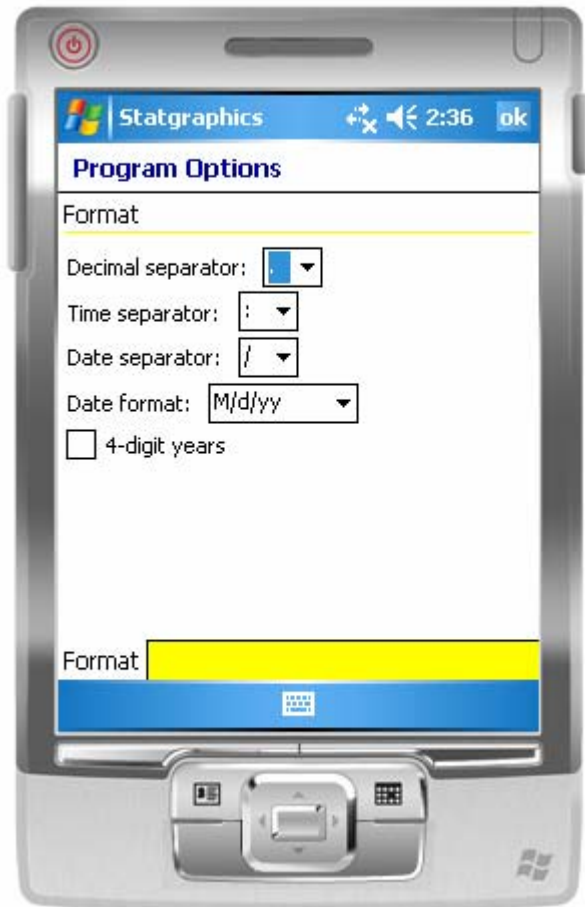 Statgraphics 2:36 ok
Program Options
Format
Decimal separator: .
Time separator: :
Date separator: /
Date format: M/d/yy
4-digit years
Format